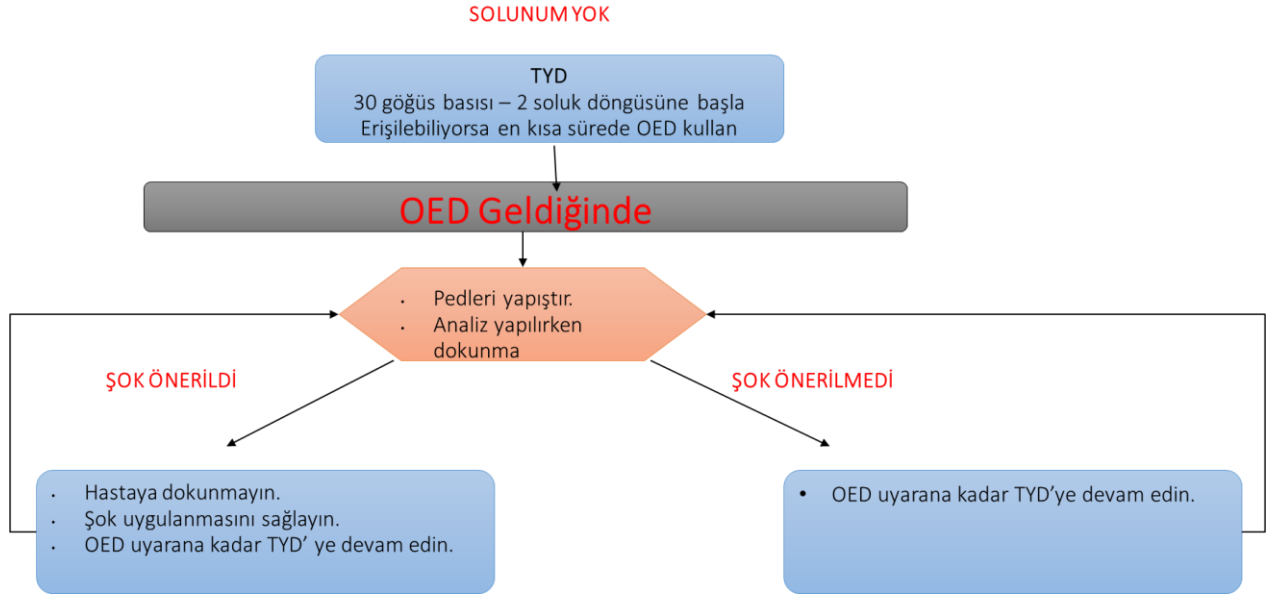 SOLUNUM YOK
TYD
30 göğüs basısı – 2 soluk döngüsüne başla
Erişilebiliyorsa en kısa sürede OED kullan
OED Geldiğinde
· Pedleri yapıştır.
· Analiz yapılırken
dokunma
ŞOK ÖNERİLDİ
ŞOK ÖNERİLMEDİ
· Hastaya dokunmayın.
· Şok uygulanmasını sağlayın.
· OED uyarana kadar TYD’ ye devam edin.
• OED uyarana kadar TYD’ye devam edin.